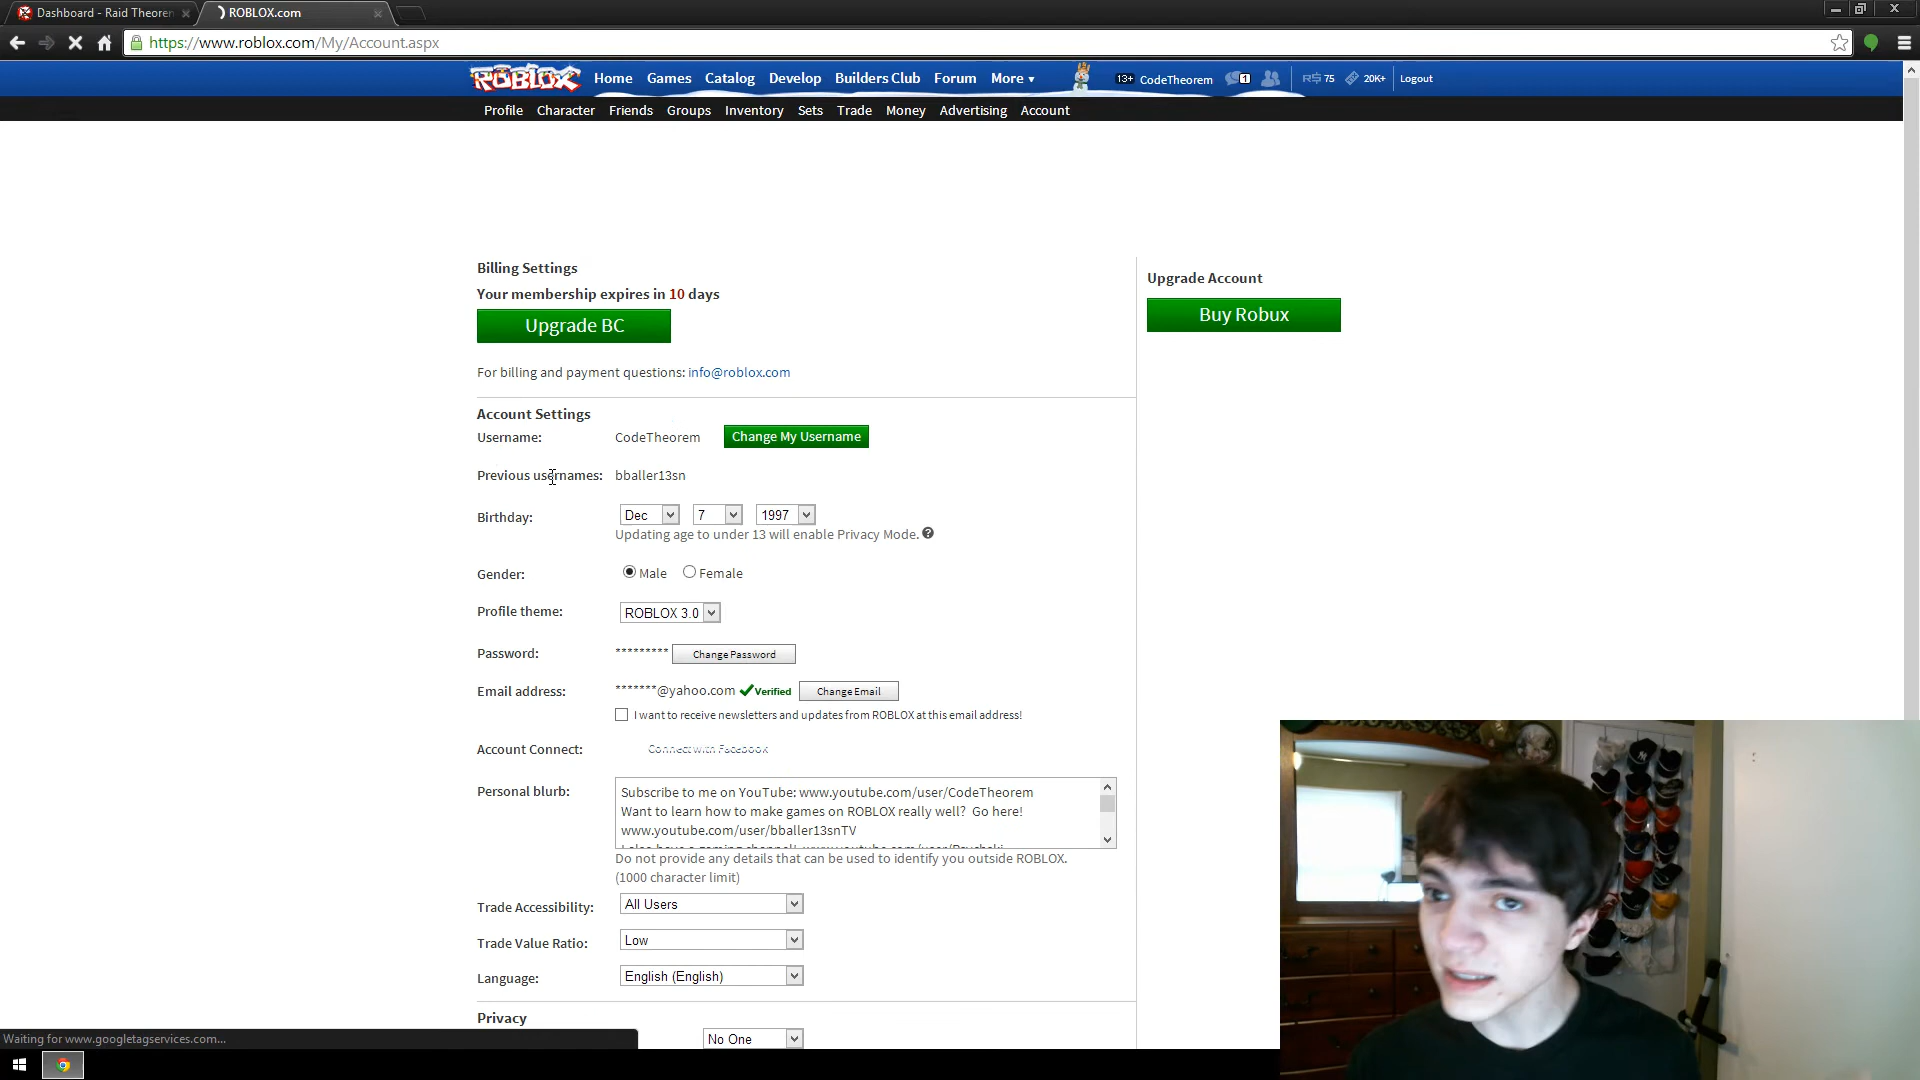 Dashboard - Raid Theorem
ROBLOX.com
https://www.roblox.com/My/Account.aspx
ROBLOX Home Games Catalog Develop Builders Club Forum More 13+ CodeTheorem 1 R$ 75 20K+ Logout
Profile Character Friends Groups Inventory Sets Trade Money Advertising Account
Billing Settings
Your membership expires in 10 days
Upgrade BC
For billing and payment questions: info@roblox.com
Upgrade Account
Buy Robux
Account Settings
Username: CodeTheorem Change My Username
Previous usernames: bballer13sn
Birthday: Dec 7 1997
Updating age to under 13 will enable Privacy Mode. ?
Gender: Male Female
Profile theme: ROBLOX 3.0
Password: ********* Change Password
Email address: *******@yahoo.com Verified Change Email
I want to receive newsletters and updates from ROBLOX at this email address!
Account Connect: Connect with Facebook
Personal blurb: Subscribe to me on YouTube: www.youtube.com/user/CodeTheorem
Want to learn how to make games on ROBLOX really well? Go here!
www.youtube.com/user/bballer13snTV
Do not provide any details that can be used to identify you outside ROBLOX.
(1000 character limit)
Trade Accessibility: All Users
Trade Value Ratio: Low
Language: English (English)
Privacy
No One
Waiting for www.googletagservices.com...